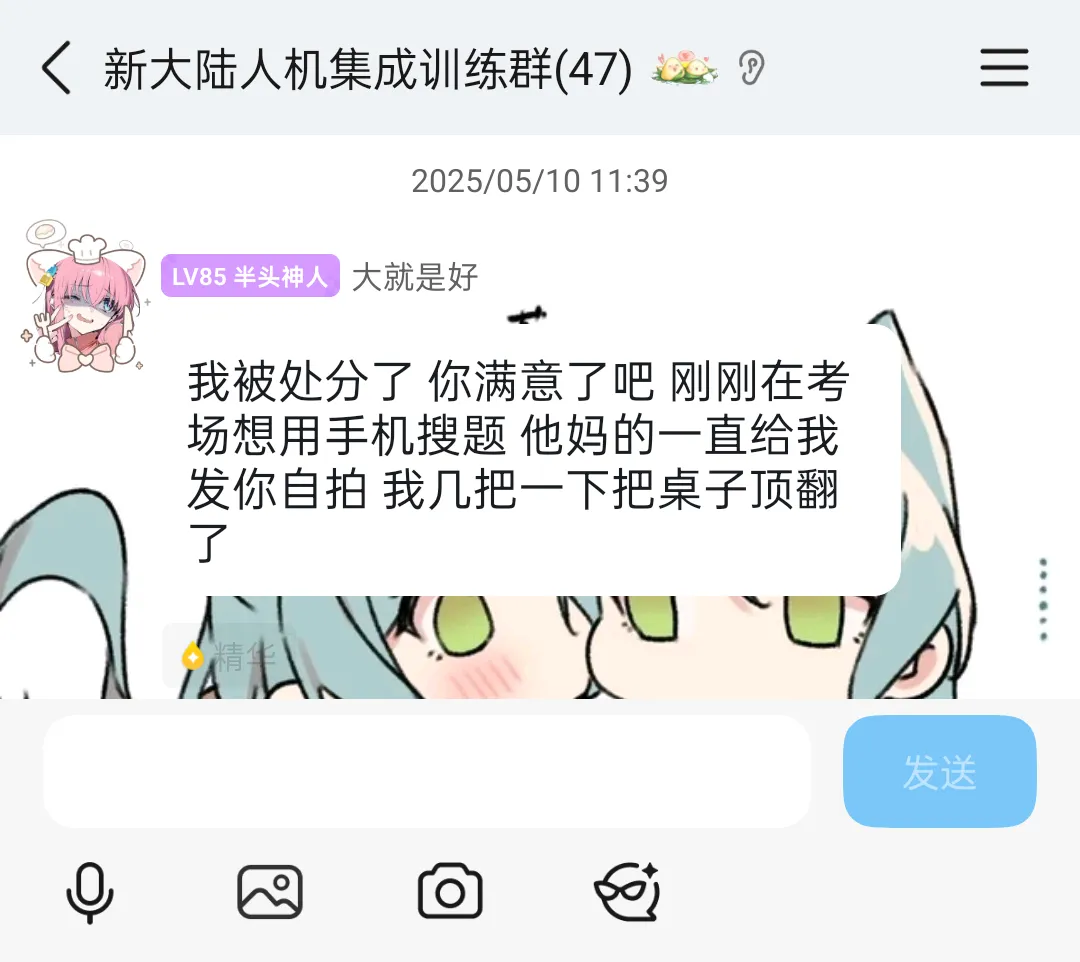 新大陆人机集成训练群(47)
2025/05/10 11:39
LV85 半头神人 大就是好
我被处分了 你满意了吧 刚刚在考
场想用手机搜题 他妈的一直给我
发你自拍 我几把一下把桌子顶翻
了
精华
发送